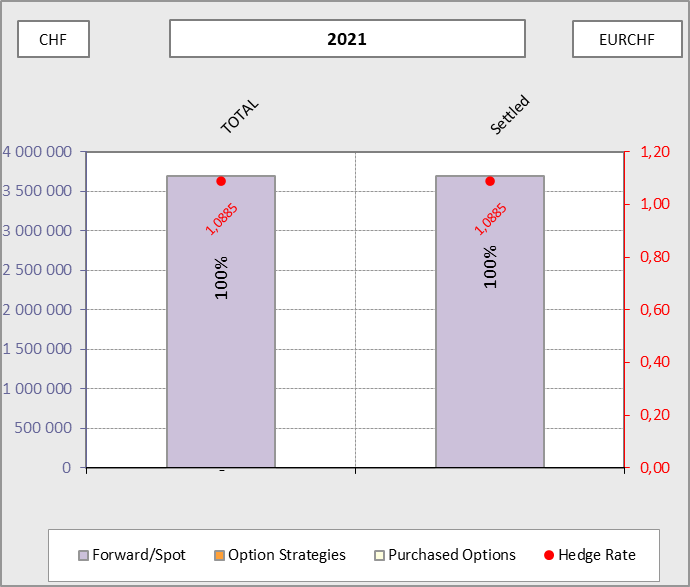 CHF
2021
EURCHF
TOTAL
Settled
4 000 000
3 500 000
3 000 000
2 500 000
2 000 000
1 500 000
1 000 000
500 000
0
1,0885
100%
1,0885
100%
-
1,20
1,00
0,80
0,60
0,40
0,20
0,00
Forward/Spot
Option Strategies
Purchased Options
Hedge Rate